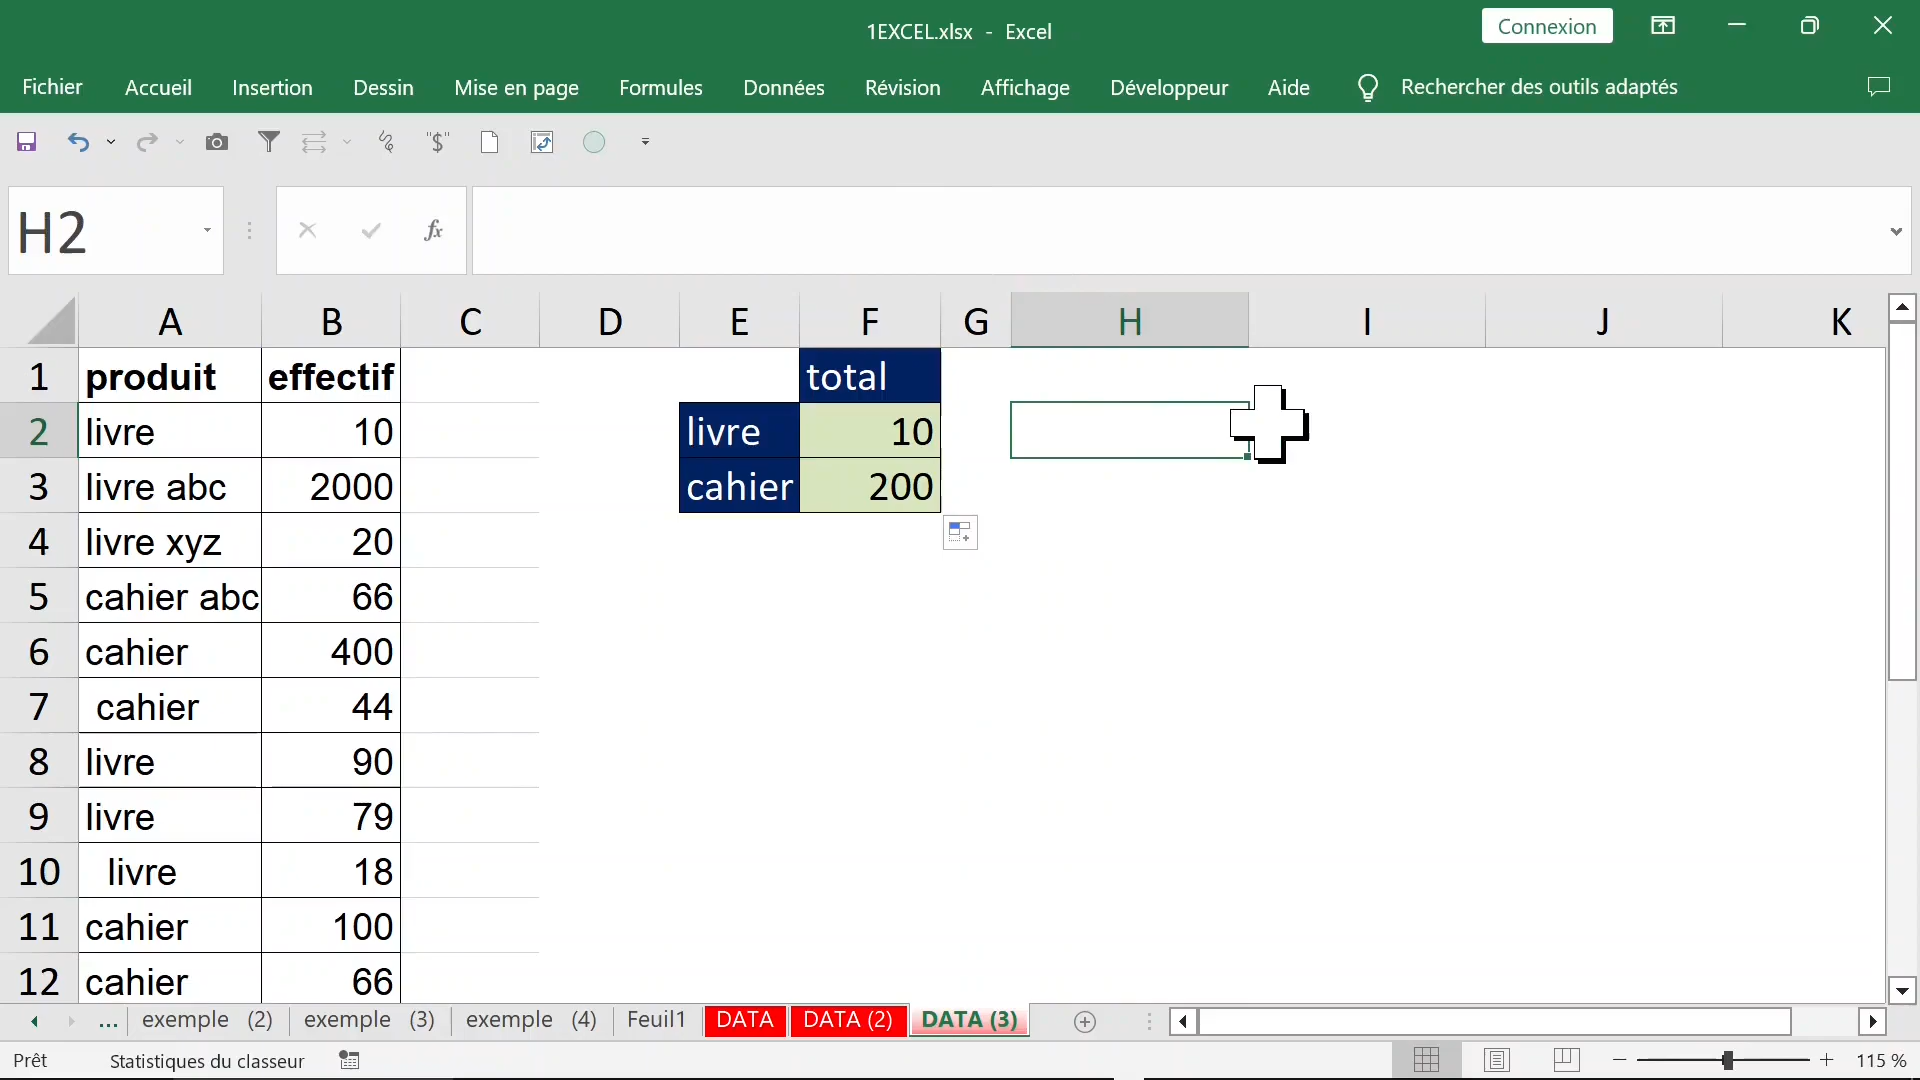 1EXCEL.xlsx - Excel
Connexion
Fichier Accueil Insertion Dessin Mise en page Formules Données Révision Affichage Développeur Aide Rechercher des outils adaptés
"$"
H2
fx
A B C D E F G H I J K
1 produit effectif total
2 livre 10 livre 10
3 livre abc 2000 cahier 200
4 livre xyz 20
5 cahier abc 66
6 cahier 400
7 cahier 44
8 livre 90
9 livre 79
10 livre 18
11 cahier 100
12 cahier 66
... exemple (2) exemple (3) exemple (4) Feuil1 DATA DATA (2) DATA (3)
Prêt Statistiques du classeur 115 %